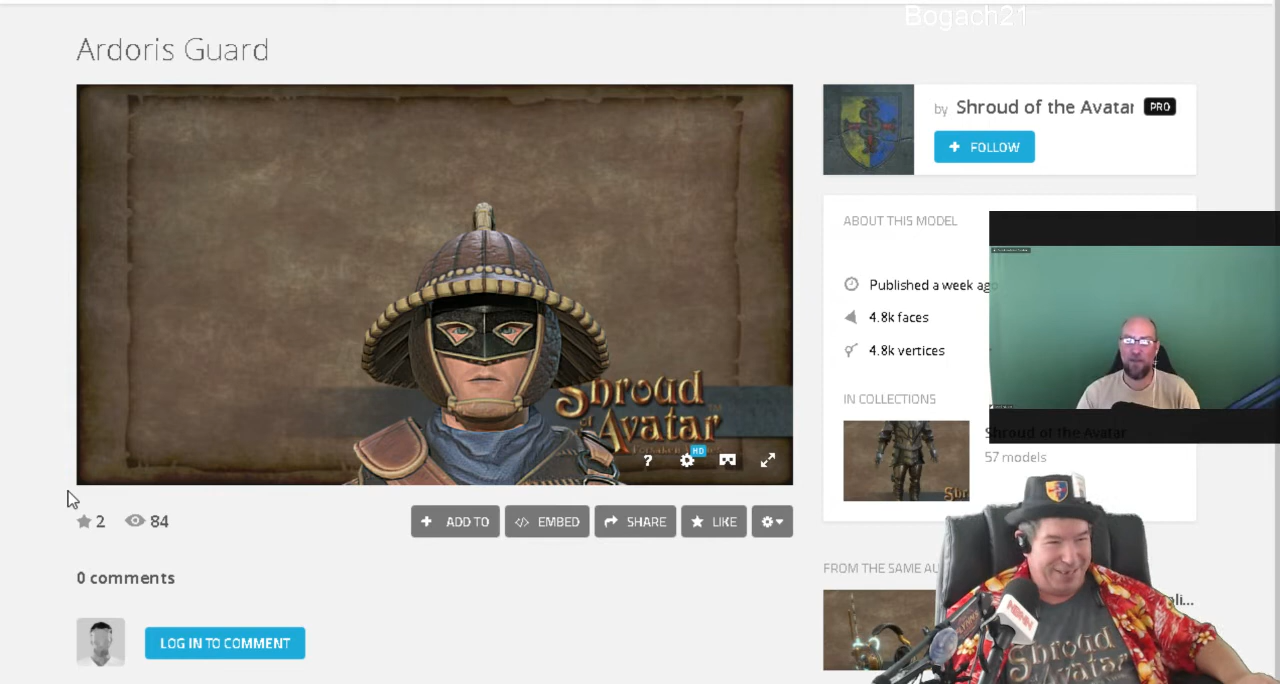 Bogach21
Ardoris Guard
by Shroud of the Avatar PRO
+ FOLLOW
ABOUT THIS MODEL
Published a week ago
4.8k faces
4.8k vertices
IN COLLECTIONS
Shroud of the Avatar
57 models
Shroud
of
Avatar
HD
?
2
84
+ ADD TO
</> EMBED
SHARE
LIKE
0 comments
FROM THE SAME AU
LOG IN TO COMMENT
Shroud
Avatar